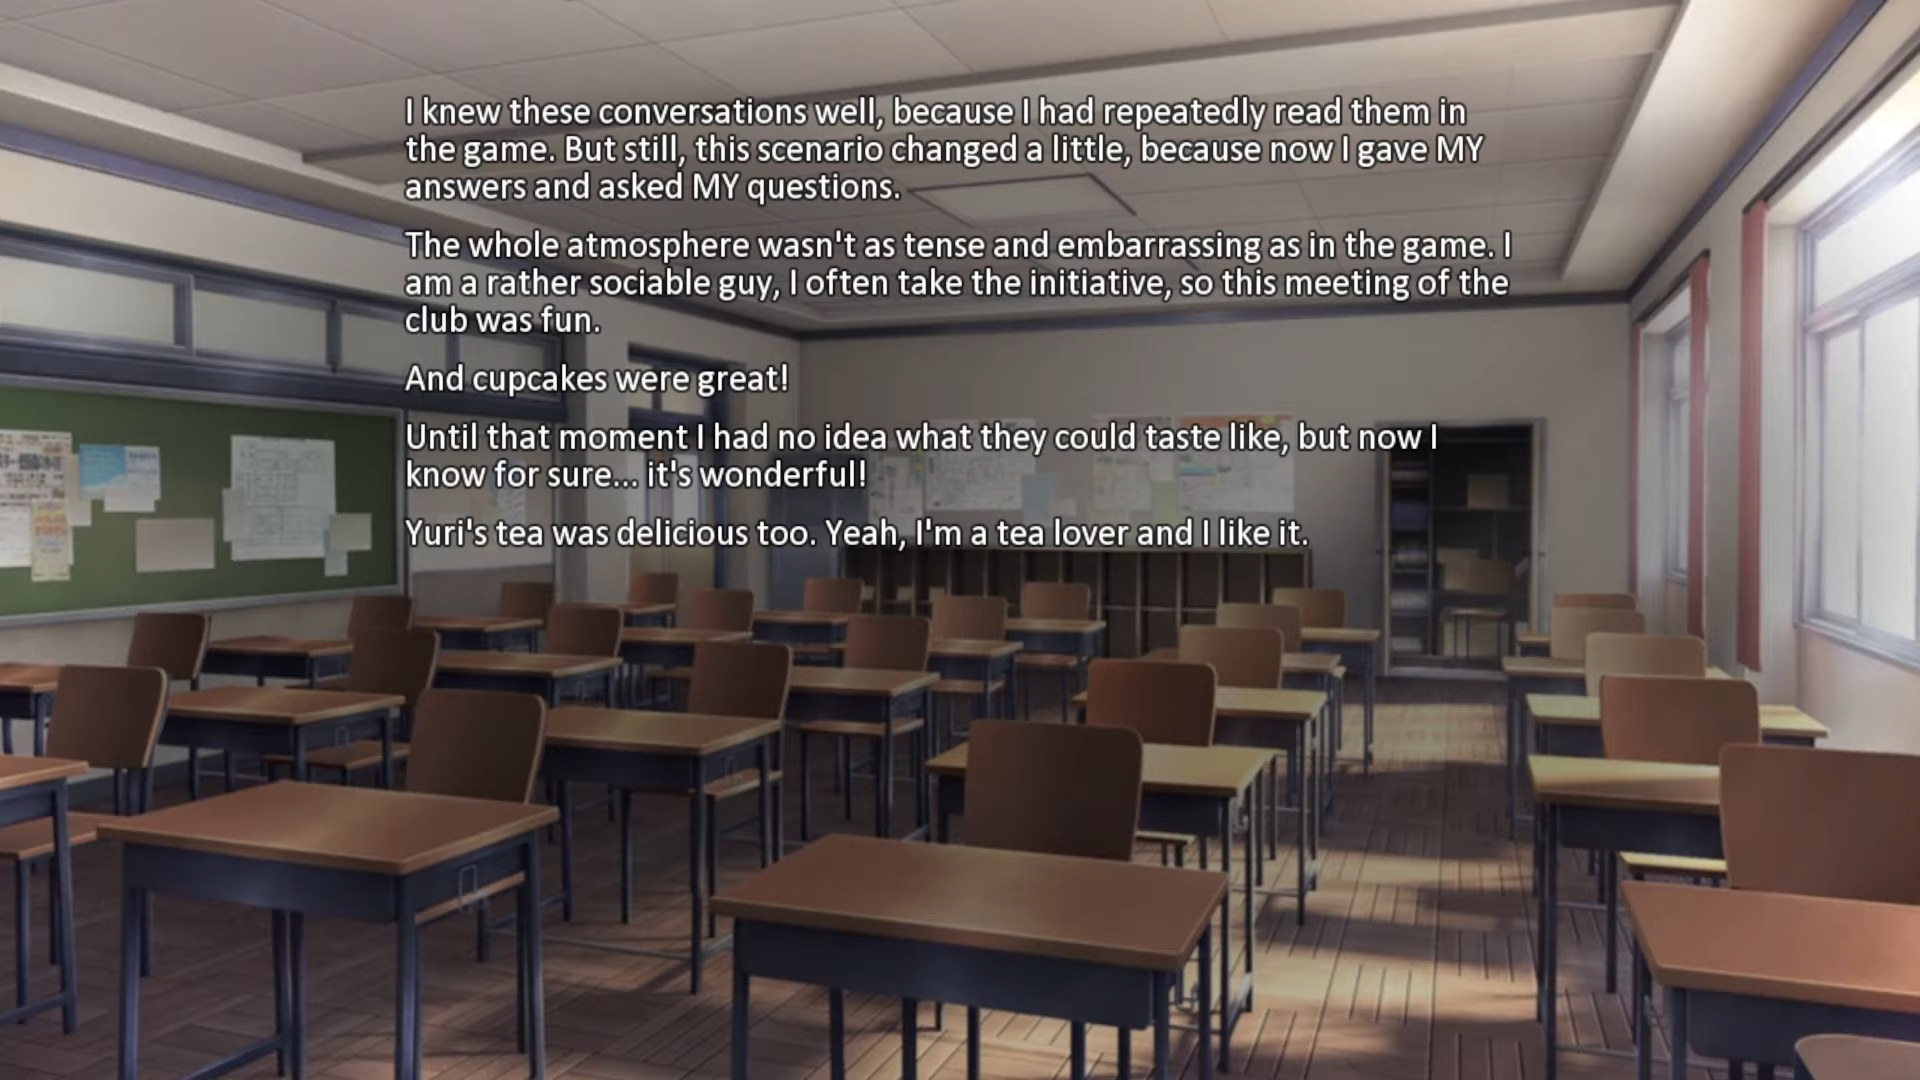 I knew these conversations well, because I had repeatedly read them in
the game. But still, this scenario changed a little, because now I gave MY
answers and asked MY questions.
The whole atmosphere wasn't as tense and embarrassing as in the game. I
am a rather sociable guy, I often take the initiative, so this meeting of the
club was fun.
And cupcakes were great!
Until that moment I had no idea what they could taste like, but now I
know for sure... it's wonderful!
Yuri's tea was delicious too. Yeah, I'm a tea lover and I like it.